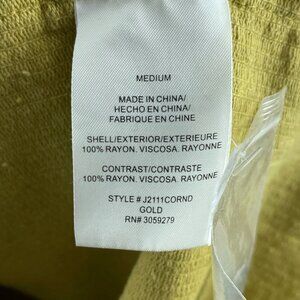 MEDIUM
MADE IN CHINA/
HECHO EN CHINA/
FABRIQUE EN CHINE
SHELL/EXTERIOR/EXTERIEURE
100% RAYON. VISCOSA. RAYONNE
CONTRAST/CONTRASTE
100% RAYON. VISCOSA. RAYONNE
STYLE # J2111CORND
GOLD
RN# 3059279